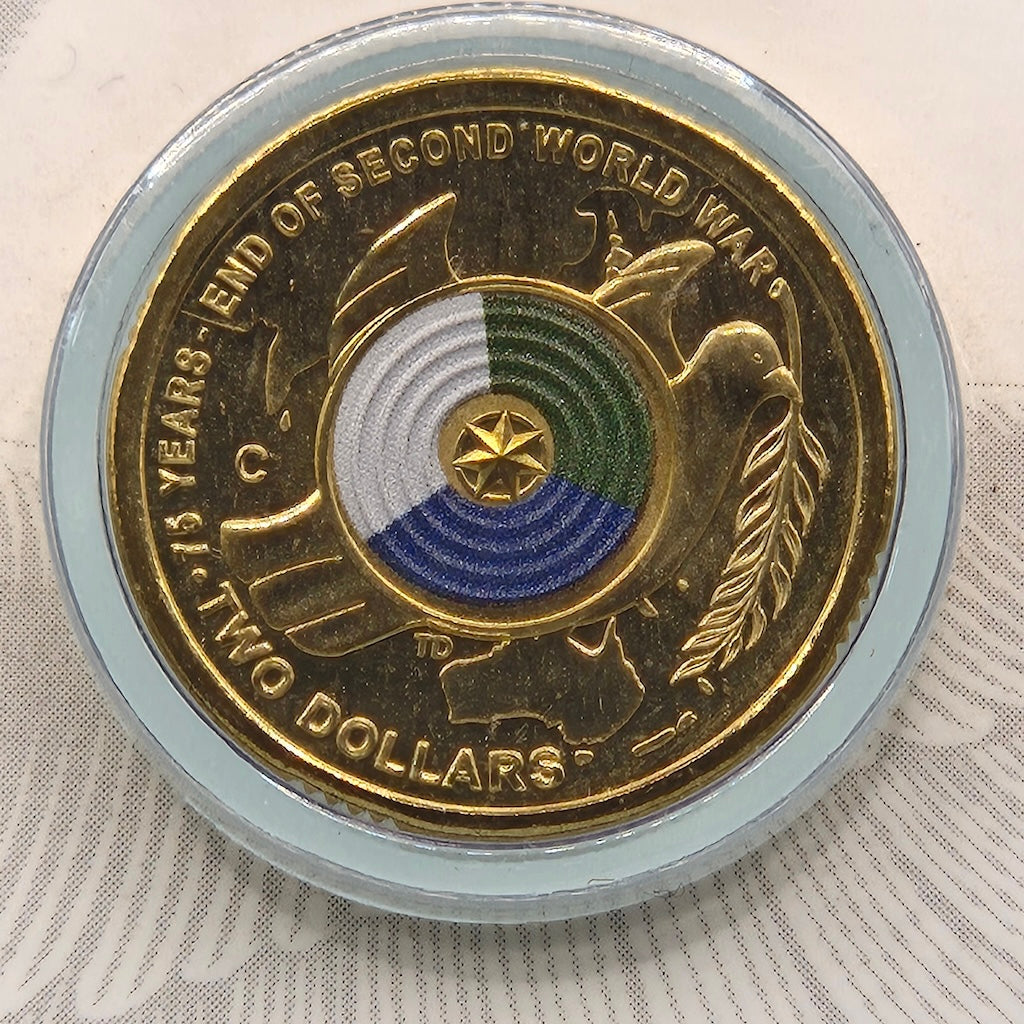 75 YEARS - END OF SECOND WORLD WAR
TWO DOLLARS
C
TD